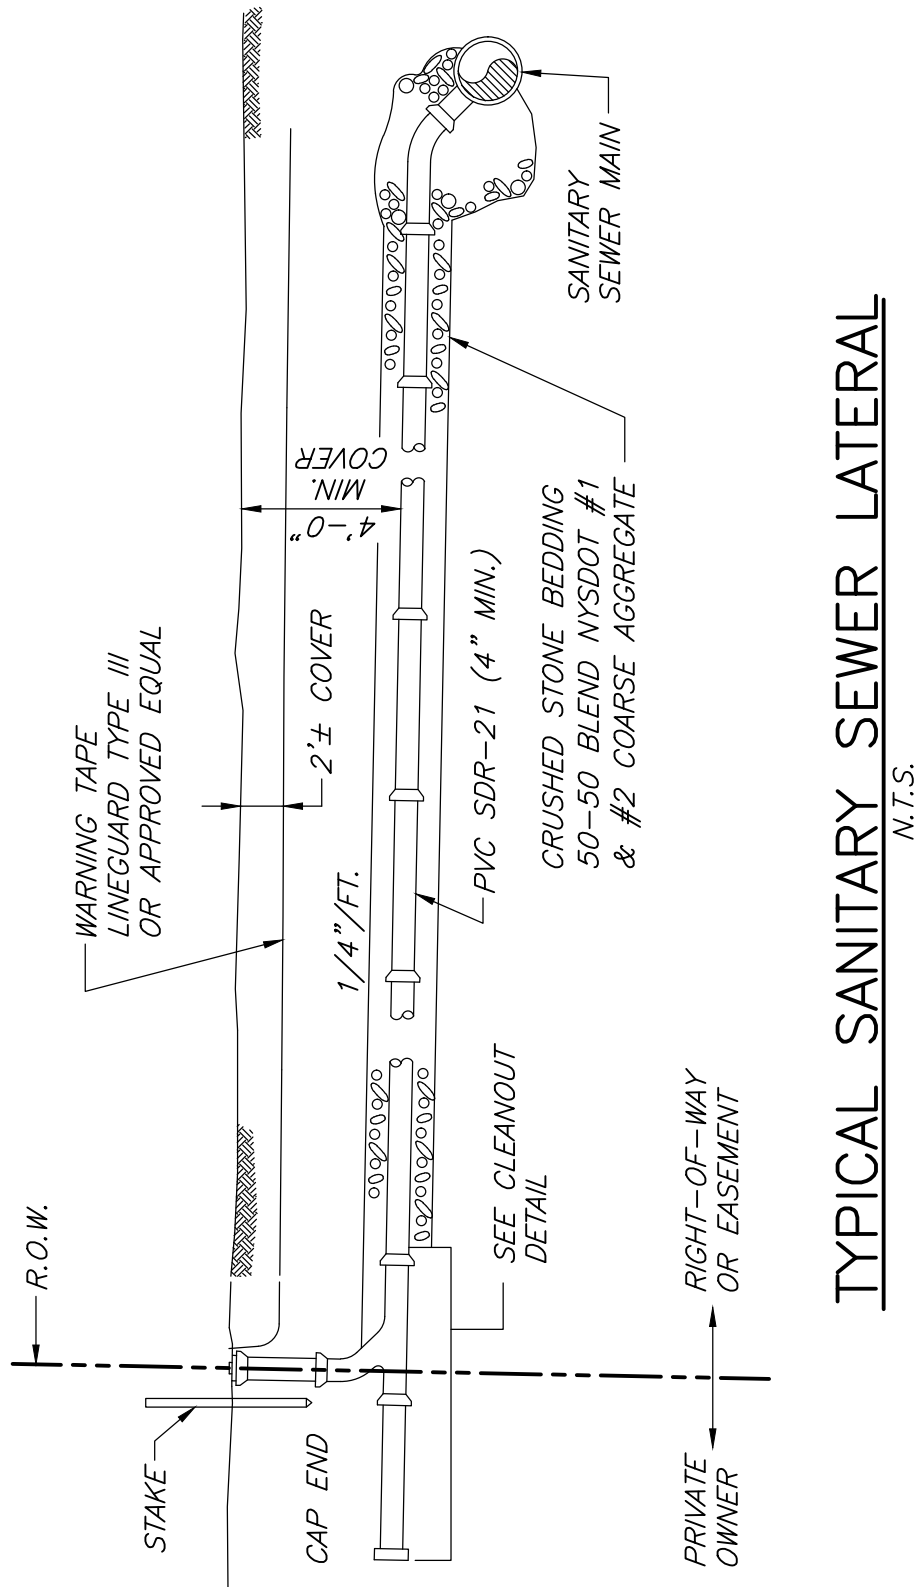 R.O.W.
WARNING TAPE
LINEGUARD TYPE III
OR APPROVED EQUAL
STAKE
2'± COVER
4'-0"
MIN.
COVER
CAP END
1/4"/FT.
PVC SDR-21 (4" MIN.)
SANITARY
SEWER MAIN
SEE CLEANOUT
DETAIL
CRUSHED STONE BEDDING
50-50 BLEND NYSDOT #1
& #2 COARSE AGGREGATE
PRIVATE
OWNER
RIGHT-OF-WAY
OR EASEMENT
TYPICAL SANITARY SEWER LATERAL
N.T.S.